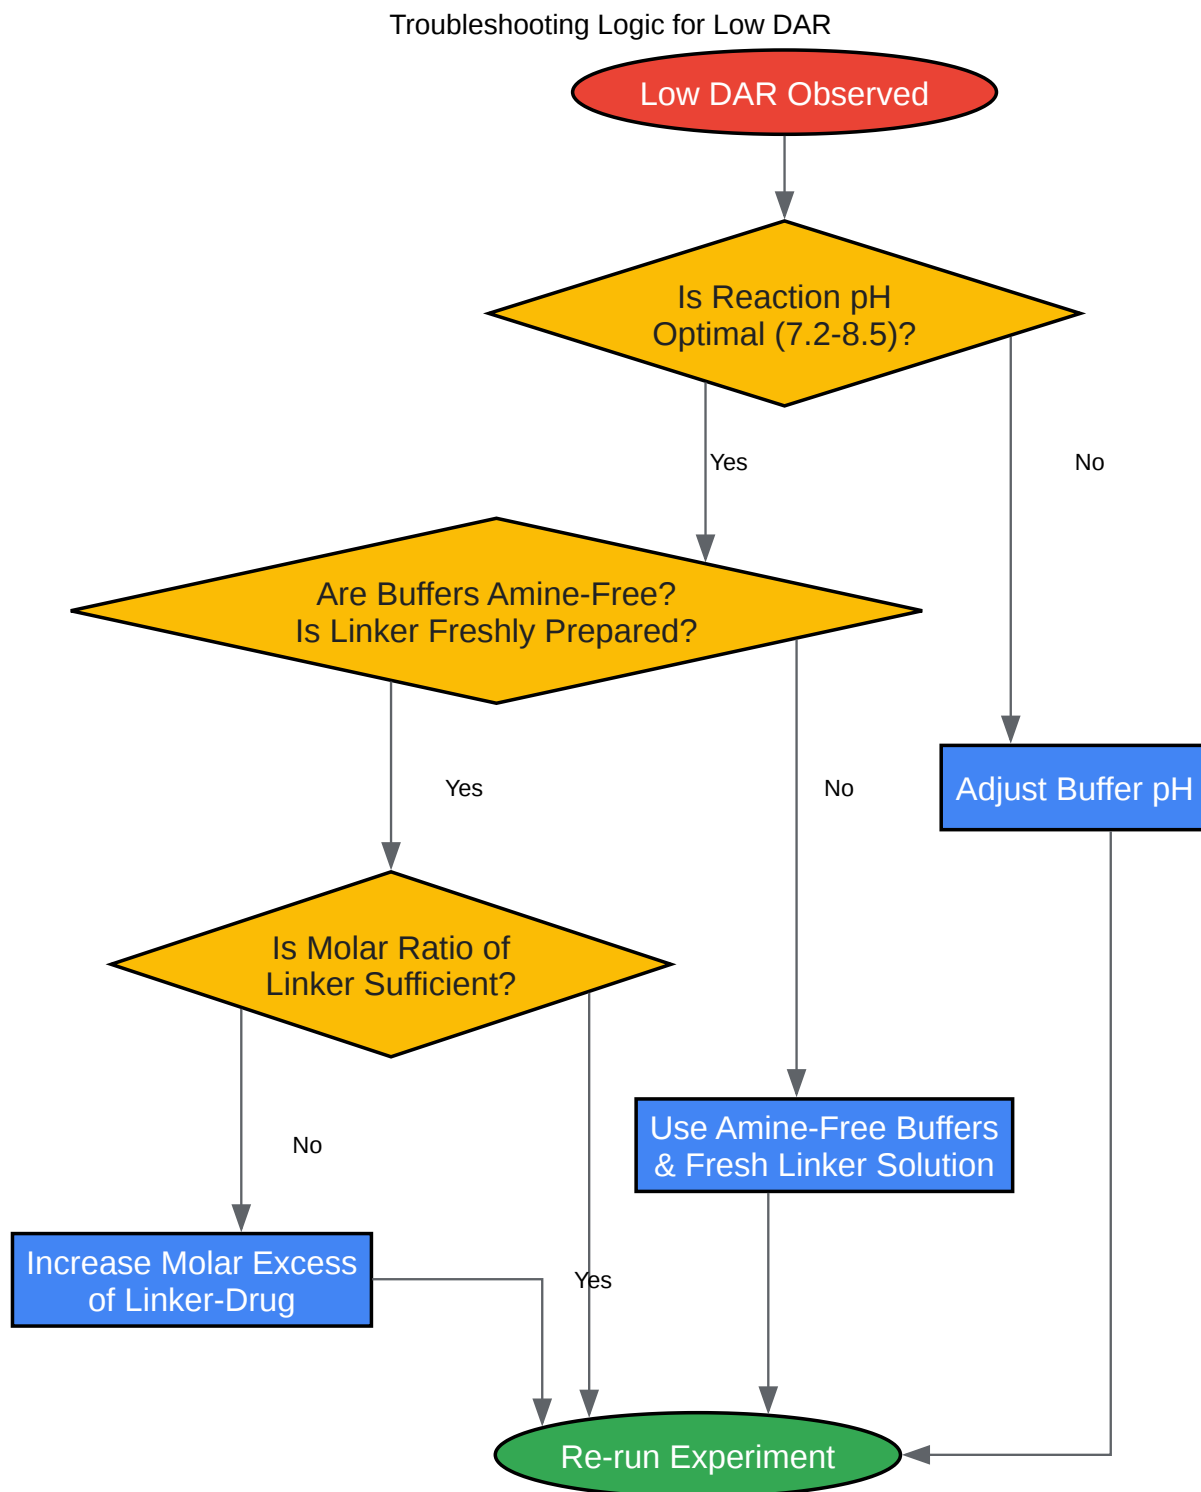 Troubleshooting Logic for Low DAR
Low DAR Observed
Is Reaction pH
Optimal (7.2-8.5)?
Yes
No
Are Buffers Amine-Free?
Is Linker Freshly Prepared?
Yes
No
Adjust Buffer pH
Is Molar Ratio of
Linker Sufficient?
No
Use Amine-Free Buffers
& Fresh Linker Solution
Increase Molar Excess
of Linker-Drug
Yes
Re-run Experiment